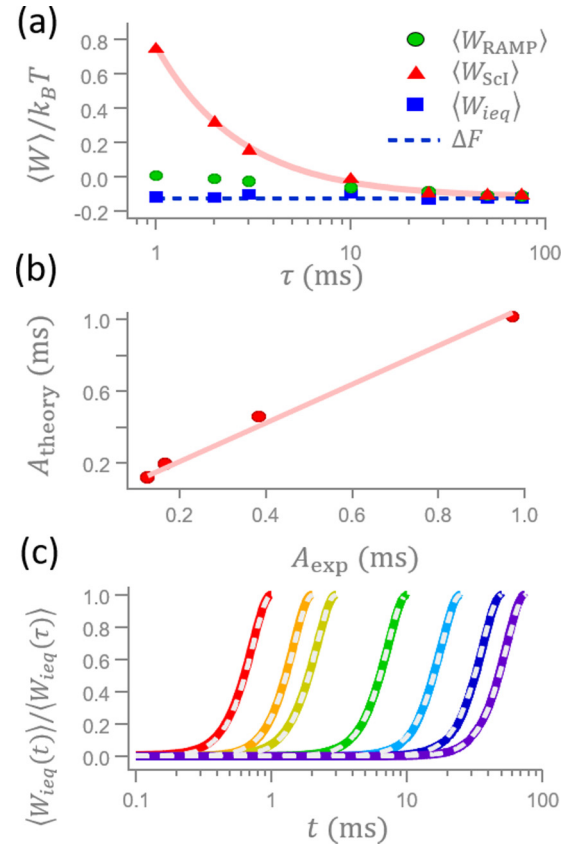 (a)
⟨W⟩/k_BT
0.8
0.6
0.4
0.2
0.0
-0.2
⟨W_RAMP⟩
⟨W_ScI⟩
⟨W_ieq⟩
ΔF
1 10 100
τ (ms)
(b)
A_theory (ms)
1.0
0.6
0.2
0.2 0.4 0.6 0.8 1.0
A_exp (ms)
(c)
⟨W_ieq(t)⟩/⟨W_ieq(τ)⟩
1.0
0.8
0.6
0.4
0.2
0.0
0.1 1 10 100
t (ms)